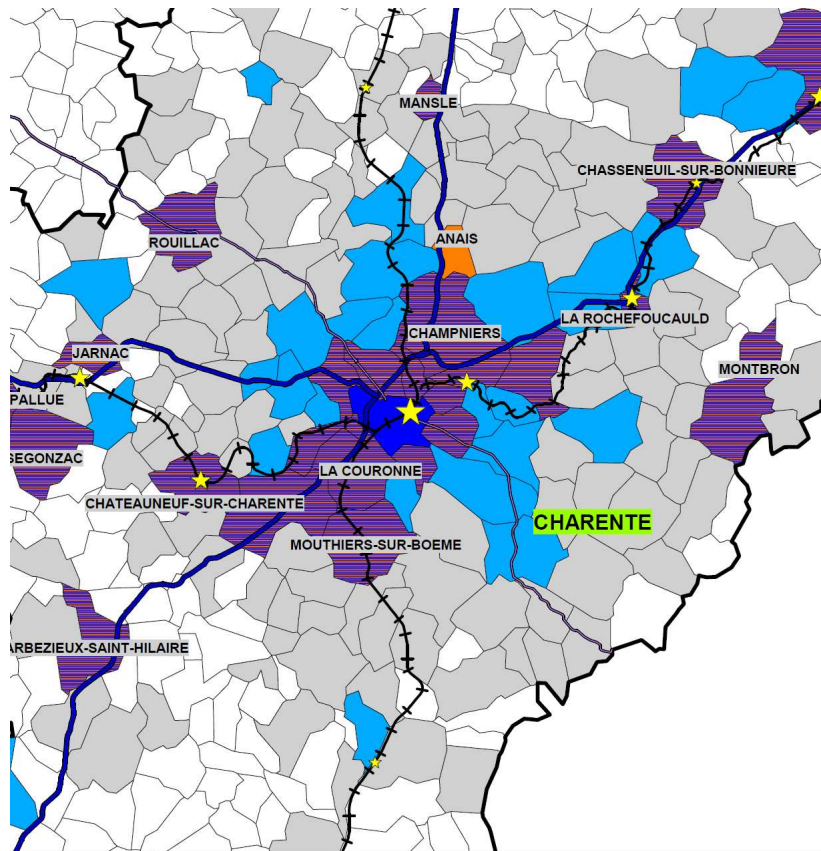 MANSLE
CHASSENEUIL-SUR-BONNIEURE
ROUILLAC
ANAIS
LA ROCHEFOUCAULD
CHAMPNIERS
JARNAC
MONTBRON
PALLUE
SEGONZAC
LA COURONNE
CHATEAUNEUF-SUR-CHARENTE
CHARENTE
MOUTHIERS-SUR-BOEME
ARBEZIEUX-SAINT-HILAIRE